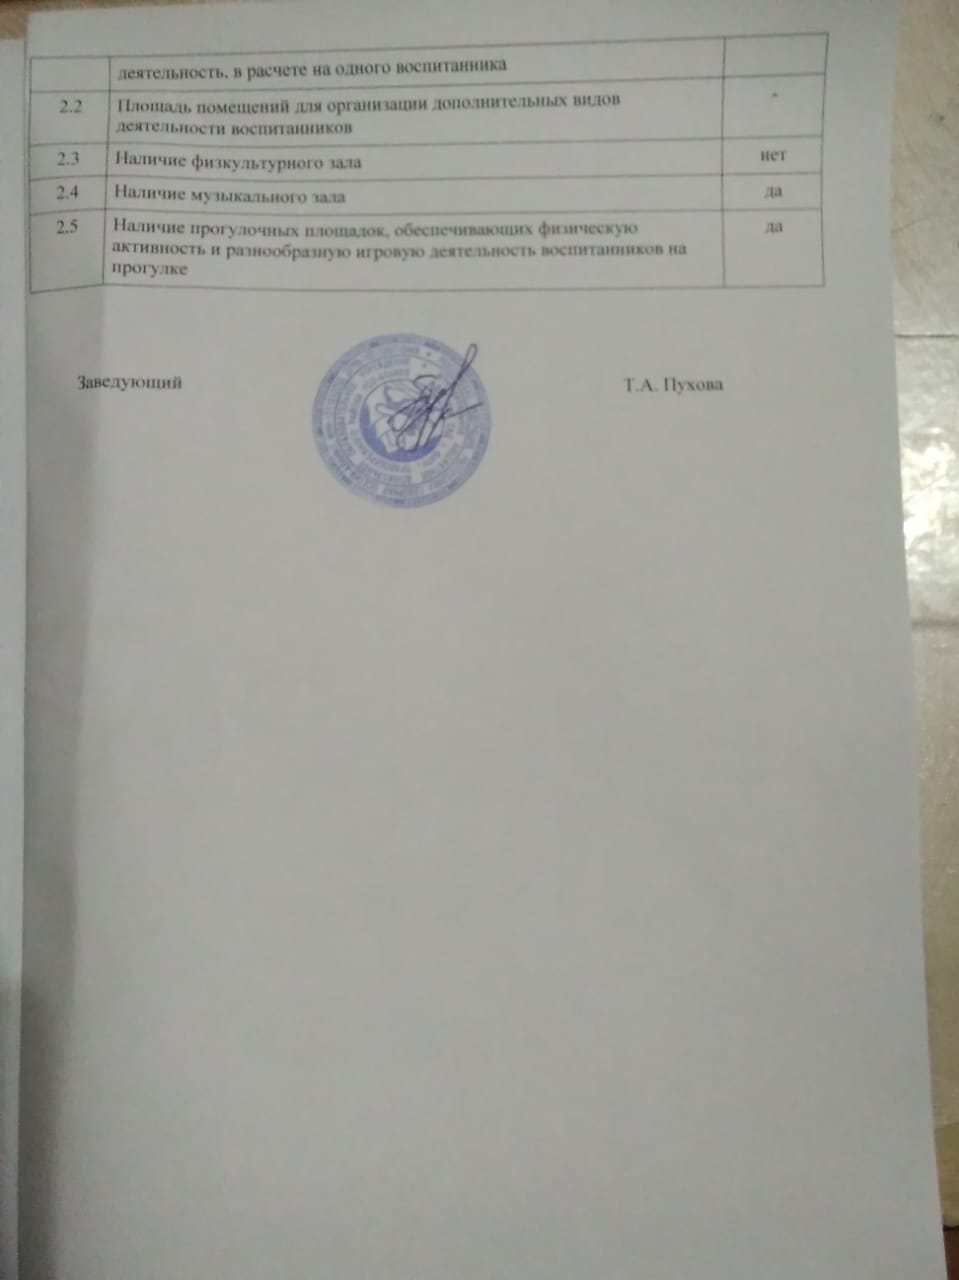 деятельность, в расчете на одного воспитанника
2.2 Площадь помещений для организации дополнительных видов -
деятельности воспитанников
2.3 Наличие физкультурного зала нет
2.4 Наличие музыкального зала да
2.5 Наличие прогулочных площадок, обеспечивающих физическую да
активность и разнообразную игровую деятельность воспитанников на
прогулке
Заведующий Т.А. Пухова